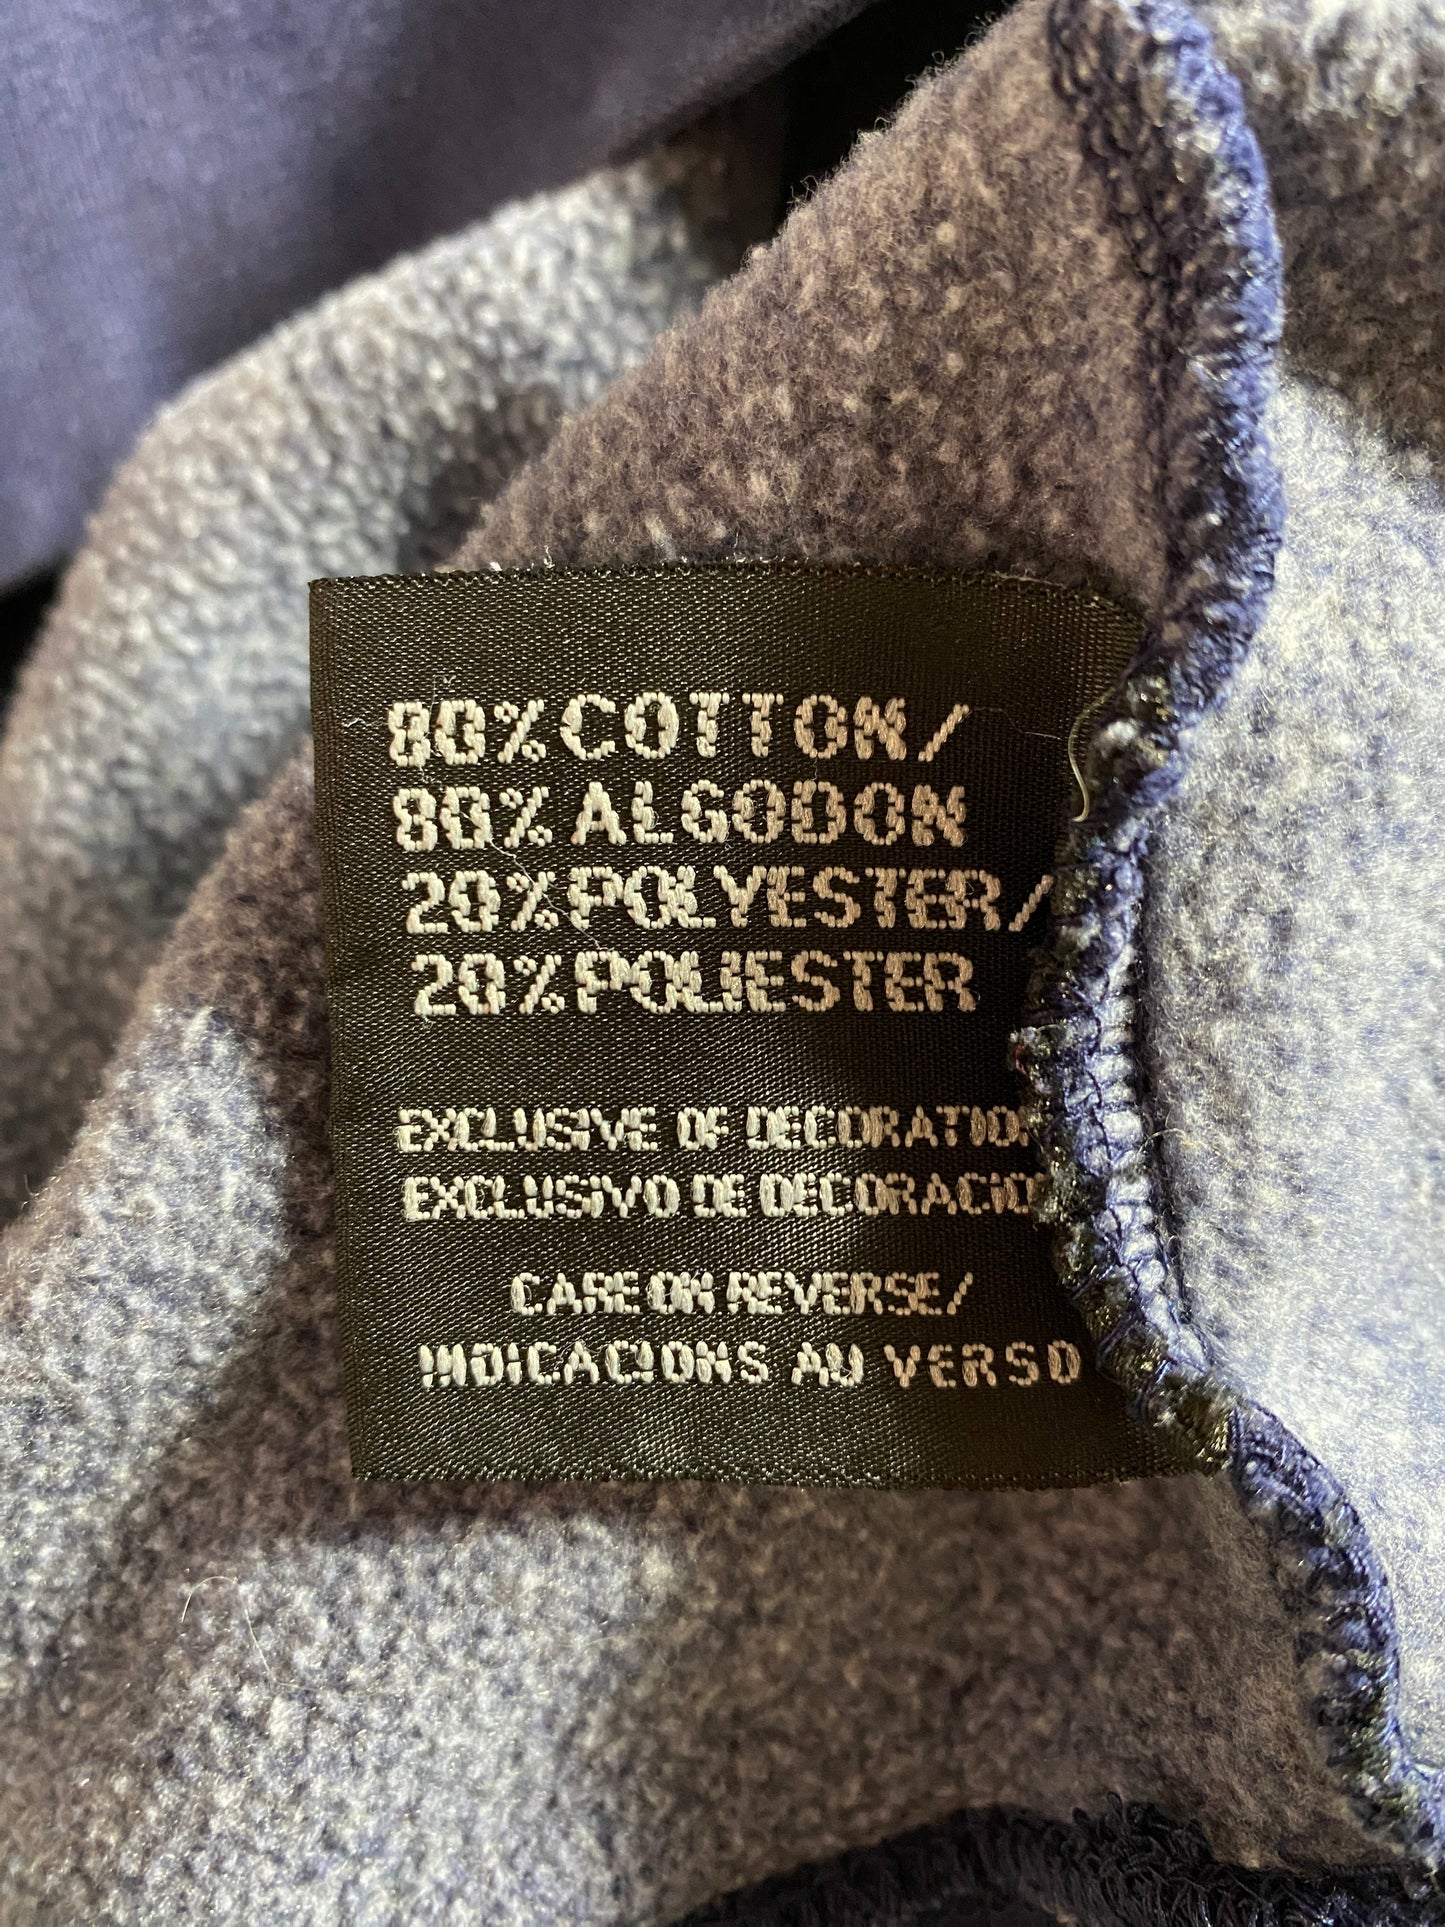 80% COTTON/
80% ALGODON
20% POLYESTER/
20% POLIESTER
EXCLUSIVE OF DECORATION
EXCLUSIVO DE DECORACIO
CARE ON REVERSE/
INDICACIONS AU VERSO